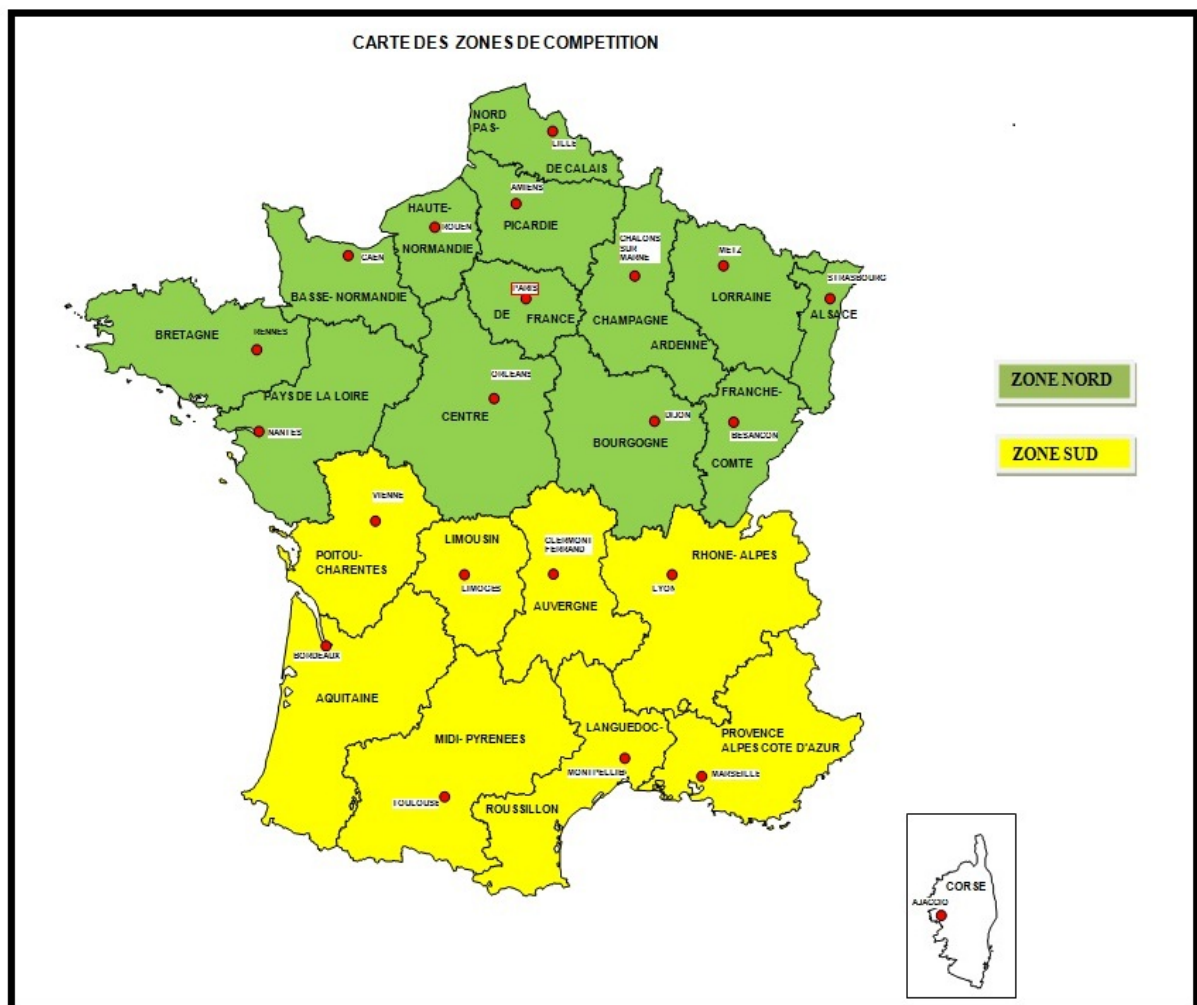 CARTE DES ZONES DE COMPETITION
NORD
PAS-
LILLE
DE CALAIS
AMIENS
PICARDIE
HAUTE-
ROUEN
NORMANDIE
CAEN
BASSE- NORMANDIE
CHALONS
SUR
MARNE
METZ
LORRAINE
STRASBOURG
ALSACE
PARIS
DE
FRANCE
CHAMPAGNE
ARDENNE
BRETAGNE
RENNES
PAYS DE LA LOIRE
NANTES
ORLEANS
CENTRE
DIJON
BOURGOGNE
FRANCHE-
BESANCON
COMTE
ZONE NORD
ZONE SUD
VIENNE
POITOU-
CHARENTES
LIMOUSIN
LIMOGES
CLERMONT
FERRAND
AUVERGNE
RHONE- ALPES
LYON
BORDEAUX
AQUITAINE
MIDI- PYRENEES
TOULOUSE
LANGUEDOC-
MONTPELLIE
ROUSSILLON
PROVENCE
ALPES COTE D'AZUR
MARSEILLE
CORSE
AJACCIO